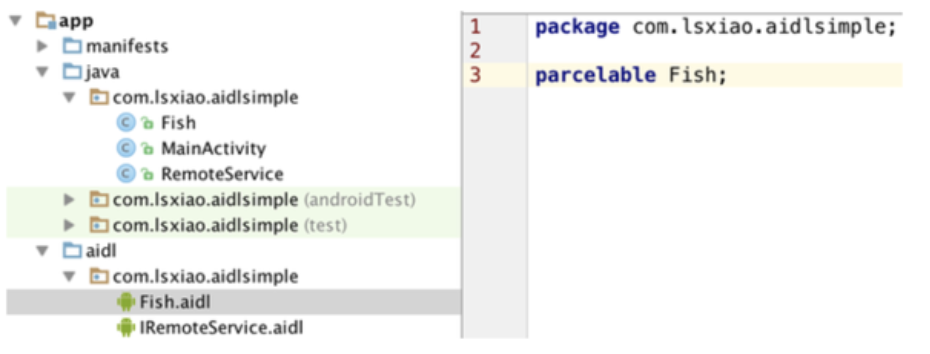 app
manifests
java
com.lsxiao.aidlsimple
Fish
MainActivity
RemoteService
com.lsxiao.aidlsimple (androidTest)
com.lsxiao.aidlsimple (test)
aidl
com.lsxiao.aidlsimple
Fish.aidl
IRemoteService.aidl
1 package com.lsxiao.aidlsimple;
2
3 parcelable Fish;